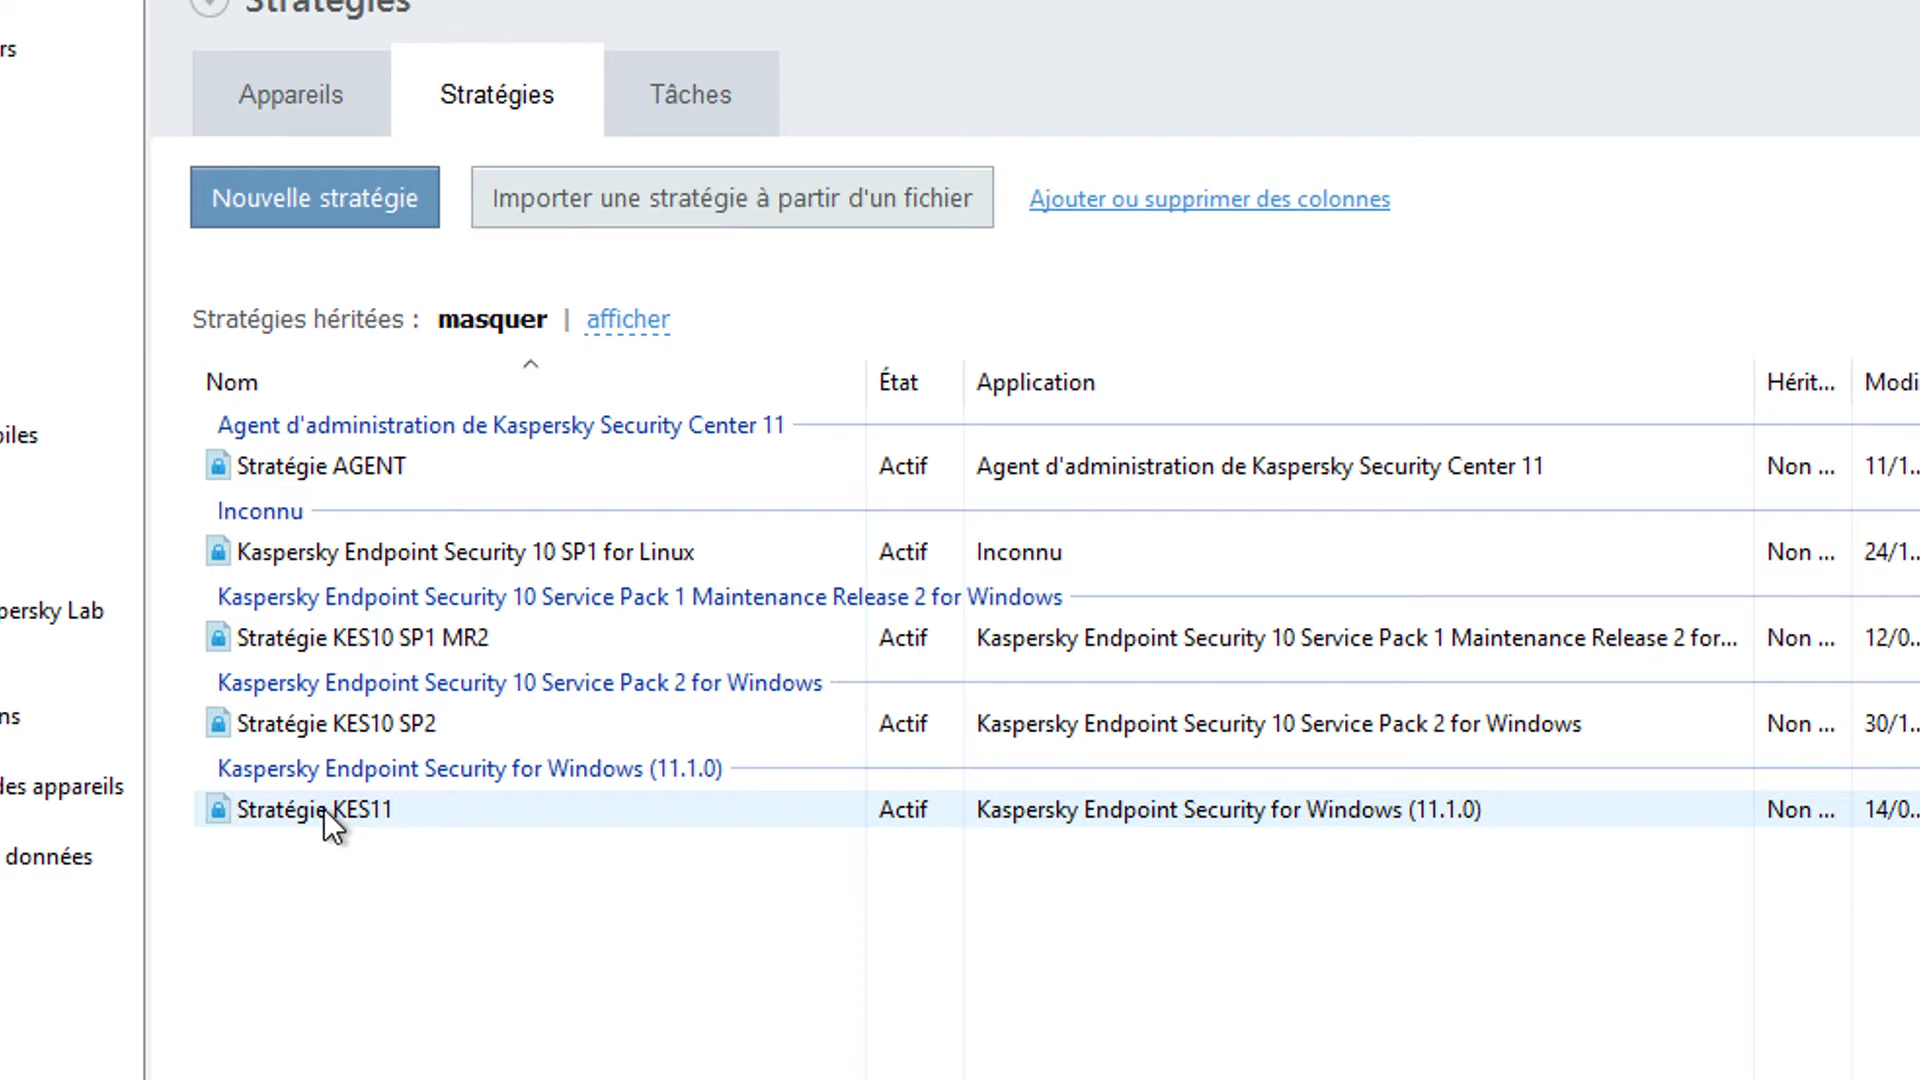 Stratégies
rs
Appareils Stratégies Tâches
Nouvelle stratégie Importer une stratégie à partir d'un fichier Ajouter ou supprimer des colonnes
Stratégies héritées : masquer | afficher
Nom État Application Hérit... Modi
Agent d'administration de Kaspersky Security Center 11
iles
Stratégie AGENT Actif Agent d'administration de Kaspersky Security Center 11 Non ... 11/1..
Inconnu
Kaspersky Endpoint Security 10 SP1 for Linux Actif Inconnu Non ... 24/1..
Kaspersky Endpoint Security 10 Service Pack 1 Maintenance Release 2 for Windows
persky Lab
Stratégie KES10 SP1 MR2 Actif Kaspersky Endpoint Security 10 Service Pack 1 Maintenance Release 2 for... Non ... 12/0..
Kaspersky Endpoint Security 10 Service Pack 2 for Windows
ns
Stratégie KES10 SP2 Actif Kaspersky Endpoint Security 10 Service Pack 2 for Windows Non ... 30/1..
Kaspersky Endpoint Security for Windows (11.1.0)
des appareils
Stratégie KES11 Actif Kaspersky Endpoint Security for Windows (11.1.0) Non ... 14/0..
données